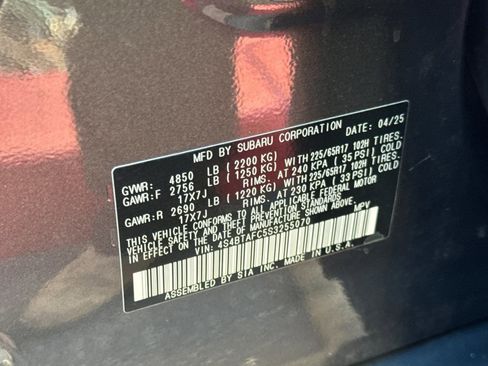 MFD BY SUBARU CORPORATION DATE: 04/25
GVWR: 4850 LB (2200 KG)
GAWR:F 2756 LB (1250 KG) WITH 225/65R17 102H TIRES,
17X7J RIMS, AT 240 KPA (35 PSI) COLD
GAWR:R 2690 LB (1220 KG) WITH 225/65R17 102H TIRES,
17X7J RIMS, AT 230 KPA (33 PSI) COLD
THIS VEHICLE CONFORMS TO ALL APPLICABLE FEDERAL MOTOR
VEHICLE SAFETY AND THEFT PREVENTION STANDARDS
IN EFFECT ON THE DATE OF MANUFACTURE SHOWN ABOVE.
VIN: 4S4BTAFC5S3255070 MPV
ASSEMBLED BY SIA INC. MADE IN U.S.A.